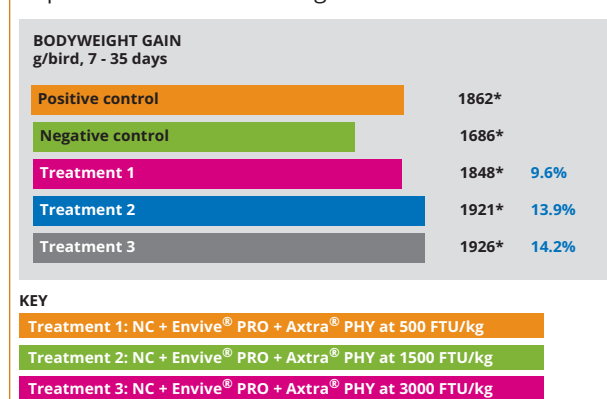 BODYWEIGHT GAIN
g/bird, 7 - 35 days
Positive control 1862*
Negative control 1686*
Treatment 1 1848* 9.6%
Treatment 2 1921* 13.9%
Treatment 3 1926* 14.2%
KEY
Treatment 1: NC + Envive® PRO + Axtra® PHY at 500 FTU/kg
Treatment 2: NC + Envive® PRO + Axtra® PHY at 1500 FTU/kg
Treatment 3: NC + Envive® PRO + Axtra® PHY at 3000 FTU/kg